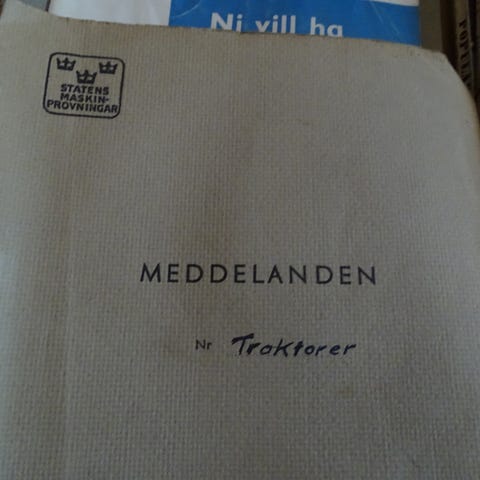 Ni vill ha
STATENS
MASKIN-
PROVNINGAR
MEDDELANDEN
Nr Traktorer